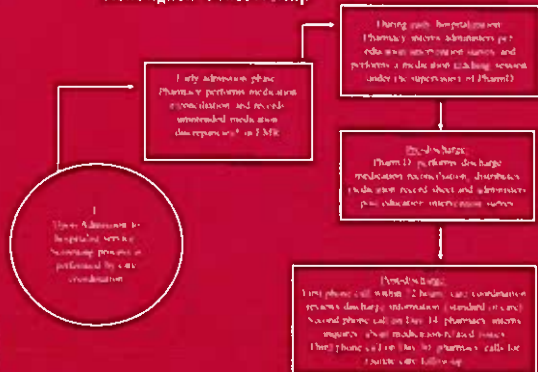 1
Upon Admission to
hospitalist service
Screening process is
performed by care
coordination
Early admission phase
Pharmacy performs medication
reconciliation and records
unintended medication
discrepancies* in EMR
During early hospitalization
Pharmacy interns administers pre
education intervention survey and
performs a medication teaching session
under the supervision of PharmD
Pre-discharge
PharmD performs discharge
medication reconciliation, distributes
medication record sheet and administers
post education intervention survey
Post-discharge
First phone call within 72 hours, care coordination
reviews discharge information (standard of care)
Second phone call on Day 14 pharmacy interns
inquires about medication-related issues
Third phone call on Day 30 pharmacy calls for
routine care follow-up